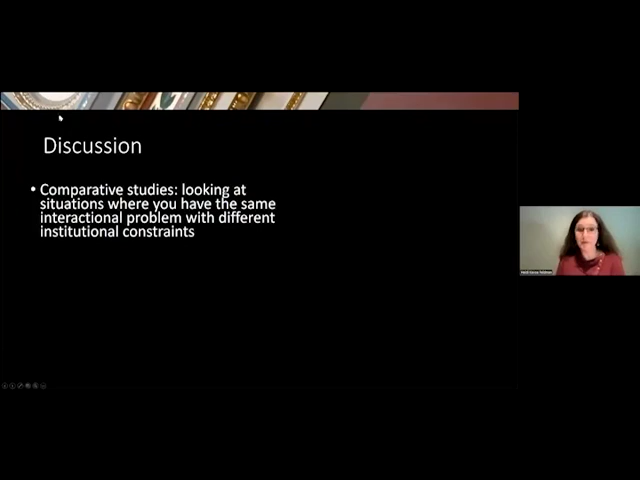 Discussion
• Comparative studies: looking at
situations where you have the same
interactional problem with different
institutional constraints